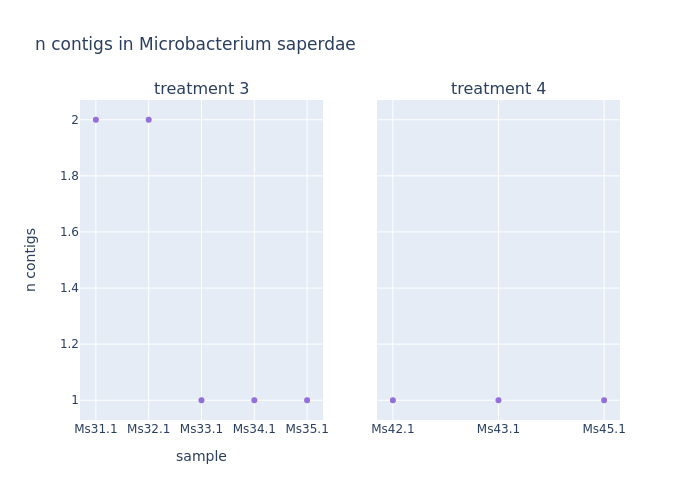 n contigs in Microbacterium saperdae
treatment 3
treatment 4
n contigs
2
1.8
1.6
1.4
1.2
1
Ms31.1 Ms32.1 Ms33.1 Ms34.1 Ms35.1
Ms42.1 Ms43.1 Ms45.1
sample